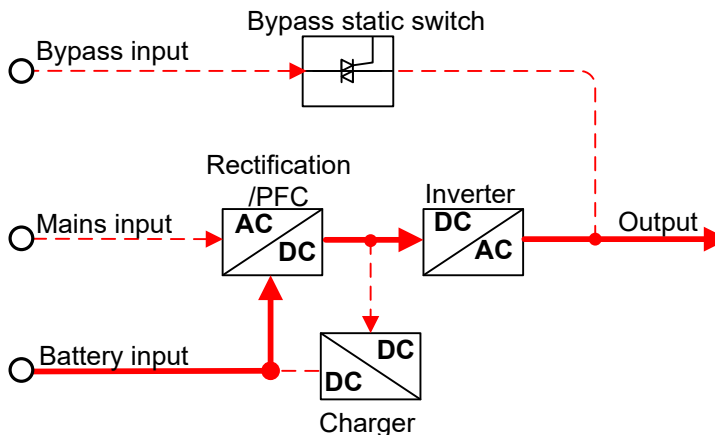 Bypass static switch
Bypass input
Rectification
/PFC
Inverter
Mains input
AC
DC
DC
AC
Output
Battery input
DC
DC
Charger